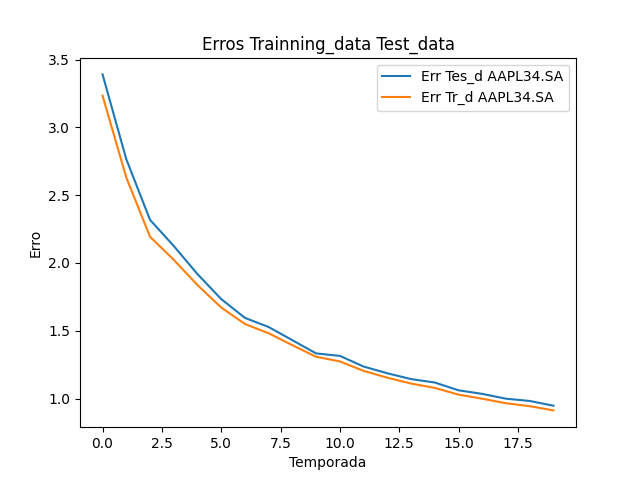 Erros Trainning_data Test_data
Err Tes_d AAPL34.SA
Err Tr_d AAPL34.SA
3.5
3.0
2.5
2.0
1.5
1.0
Erro
0.0 2.5 5.0 7.5 10.0 12.5 15.0 17.5
Temporada